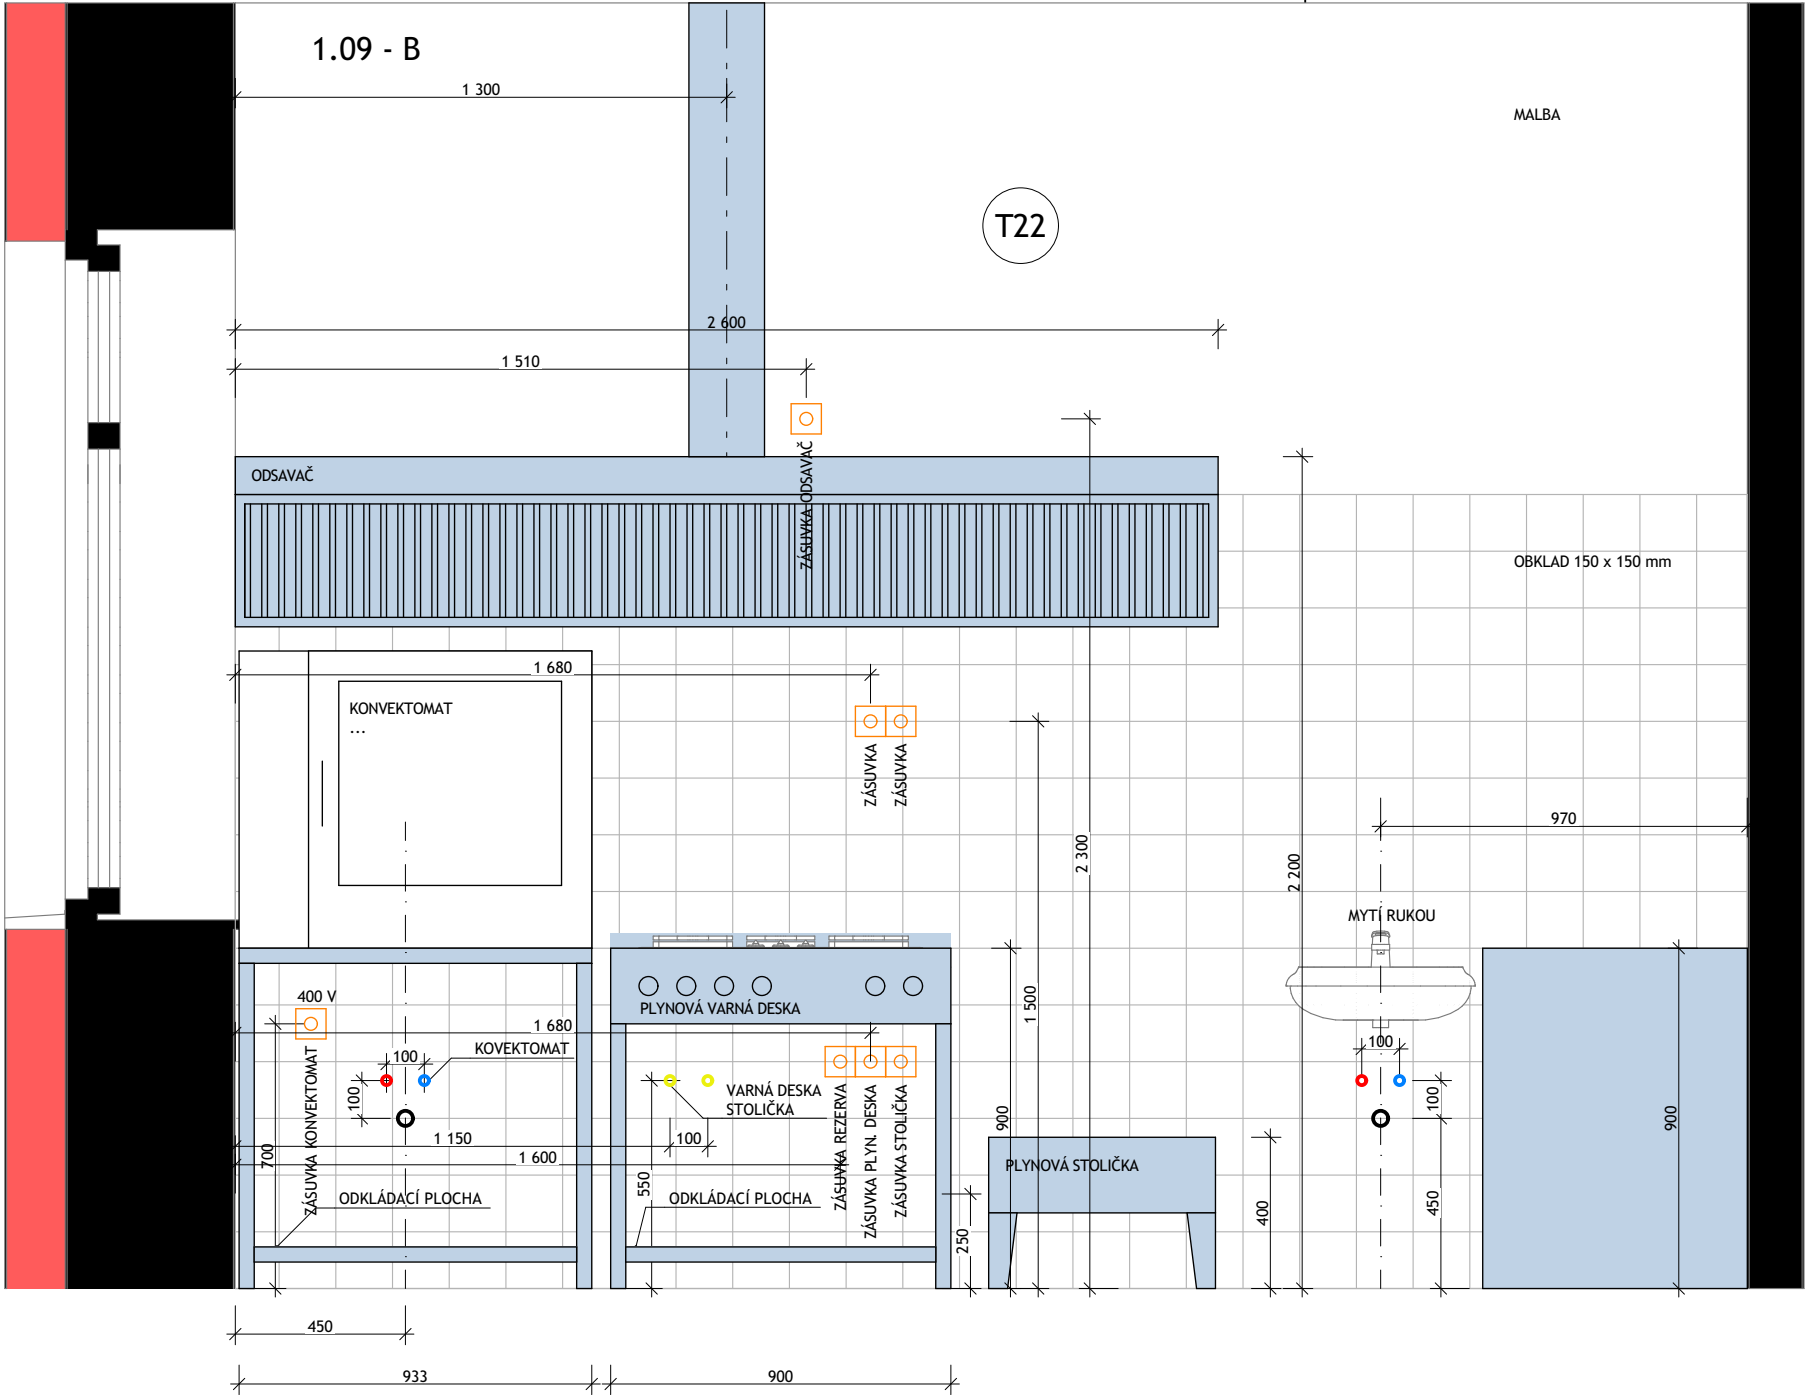 1.09 - B
1 300
MALBA
T22
2 600
1 510
ODSAVAČ
ZÁSUVKA ODSAVAČ
OBKLAD 150 x 150 mm
1 680
KONVEKTOMAT
...
ZÁSUVKA
ZÁSUVKA
970
2 300
2 200
MYTÍ RUKOU
400 V
PLYNOVÁ VARNÁ DESKA
1 500
1 680
100
KOVEKTOMAT
100
100
VARNÁ DESKA
STOLIČKA
100
900
900
1 150
100
700
ZÁSUVKA KONVEKTOMAT
1 600
550
ZÁSUVKA REZERVA
ZÁSUVKA PLYN. DESKA
ZÁSUVKA STOLIČKA
PLYNOVÁ STOLIČKA
ODKLÁDACÍ PLOCHA
ODKLÁDACÍ PLOCHA
250
400
450
450
933
900